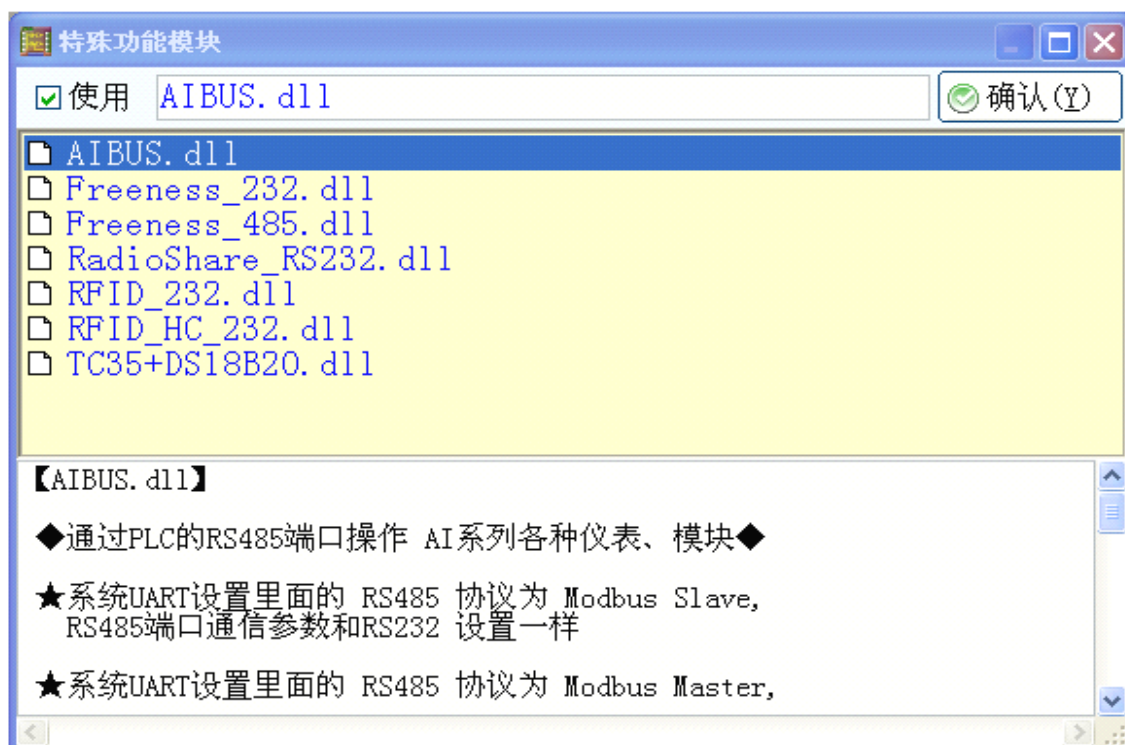 特殊功能模块
使用 AIBUS.dll 确认(Y)
AIBUS.dll
Freeness_232.dll
Freeness_485.dll
RadioShare_RS232.dll
RFID_232.dll
RFID_HC_232.dll
TC35+DS18B20.dll
【AIBUS.dll】
◆通过PLC的RS485端口操作 AI系列各种仪表、模块◆
★系统UART设置里面的 RS485 协议为 Modbus Slave,
RS485端口通信参数和RS232 设置一样
★系统UART设置里面的 RS485 协议为 Modbus Master,